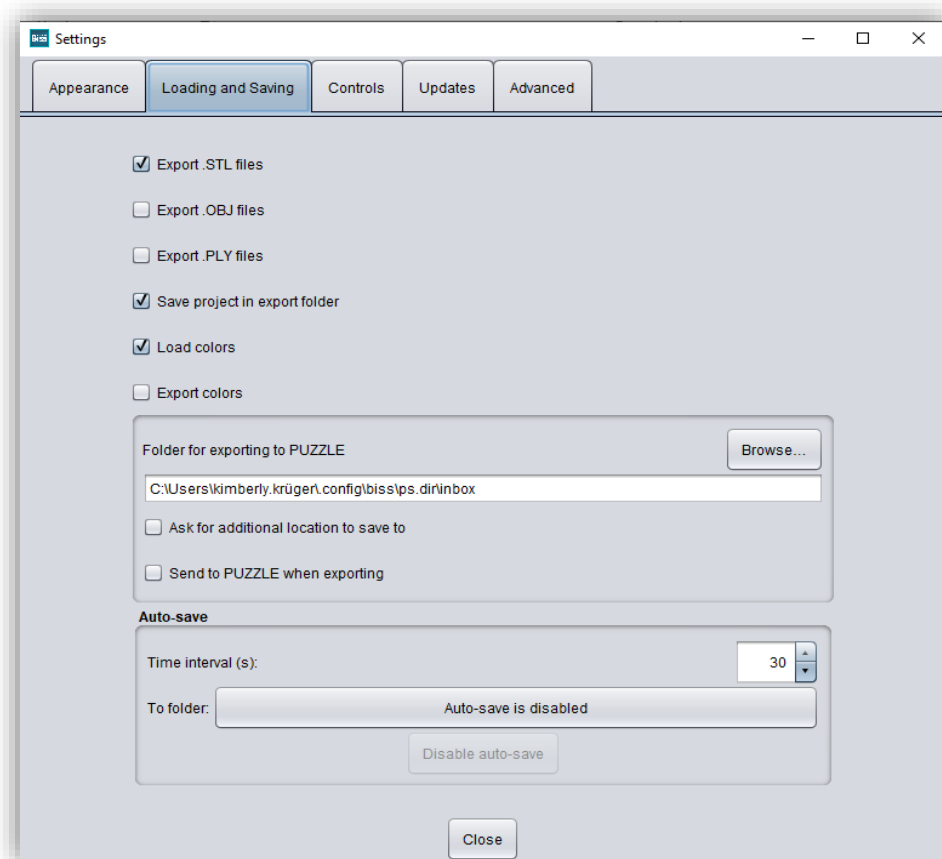 Biss Settings
Appearance Loading and Saving Controls Updates Advanced
Export .STL files
Export .OBJ files
Export .PLY files
Save project in export folder
Load colors
Export colors
Folder for exporting to PUZZLE Browse...
C:\Users\kimberly.krüger\.config\biss\ps.dir\inbox
Ask for additional location to save to
Send to PUZZLE when exporting
Auto-save
Time interval (s): 30
To folder: Auto-save is disabled
Disable auto-save
Close